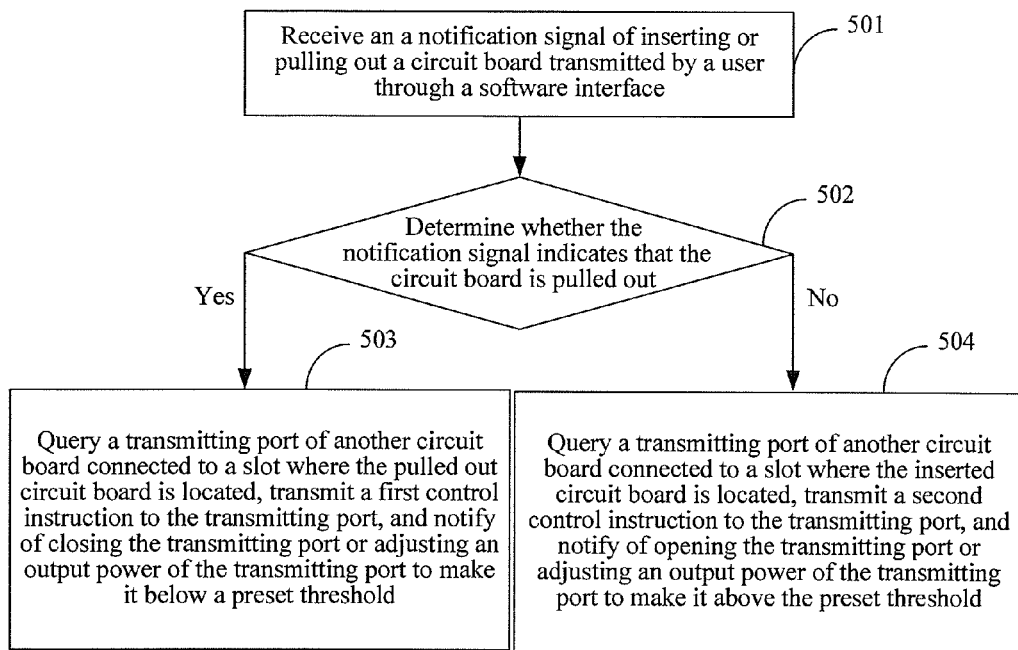 Receive an a notification signal of inserting or
pulling out a circuit board transmitted by a user
through a software interface
501
Determine whether the
notification signal indicates that the
circuit board is pulled out
502
Yes
No
503
Query a transmitting port of another circuit
board connected to a slot where the pulled out
circuit board is located, transmit a first control
instruction to the transmitting port, and notify
of closing the transmitting port or adjusting an
output power of the transmitting port to make
it below a preset threshold
504
Query a transmitting port of another circuit
board connected to a slot where the inserted
circuit board is located, transmit a second
control instruction to the transmitting port, and
notify of opening the transmitting port or
adjusting an output power of the transmitting
port to make it above the preset threshold